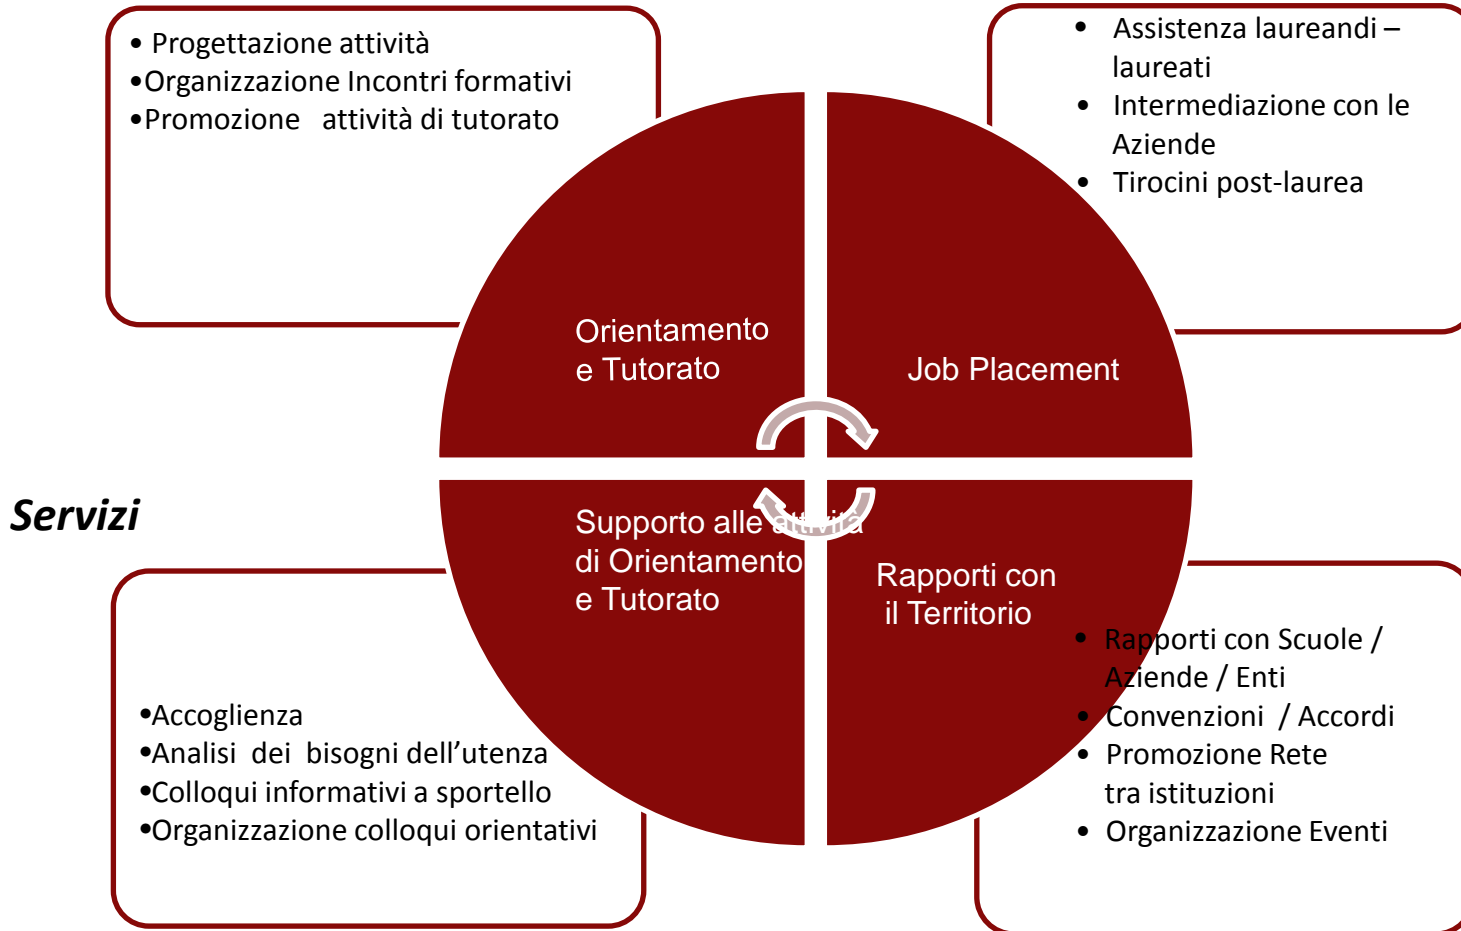 • Progettazione attività
•Organizzazione Incontri formativi
•Promozione attività di tutorato
• Assistenza laureandi –
laureati
• Intermediazione con le
Aziende
• Tirocini post-laurea
Orientamento
e Tutorato
Job Placement
Servizi
Supporto alle attività
di Orientamento
e Tutorato
Rapporti con
il Territorio
•Accoglienza
•Analisi dei bisogni dell’utenza
•Colloqui informativi a sportello
•Organizzazione colloqui orientativi
• Rapporti con Scuole /
Aziende / Enti
• Convenzioni / Accordi
• Promozione Rete
tra istituzioni
• Organizzazione Eventi